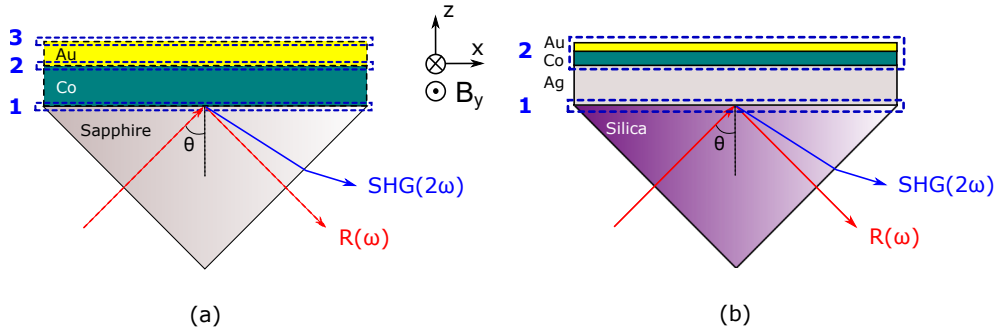 3
Au
2
Co
1
Sapphire
θ
SHG(2ω)
R(ω)
(a)
z
x
B_y
2
Au
Co
Ag
1
Silica
θ
SHG(2ω)
R(ω)
(b)